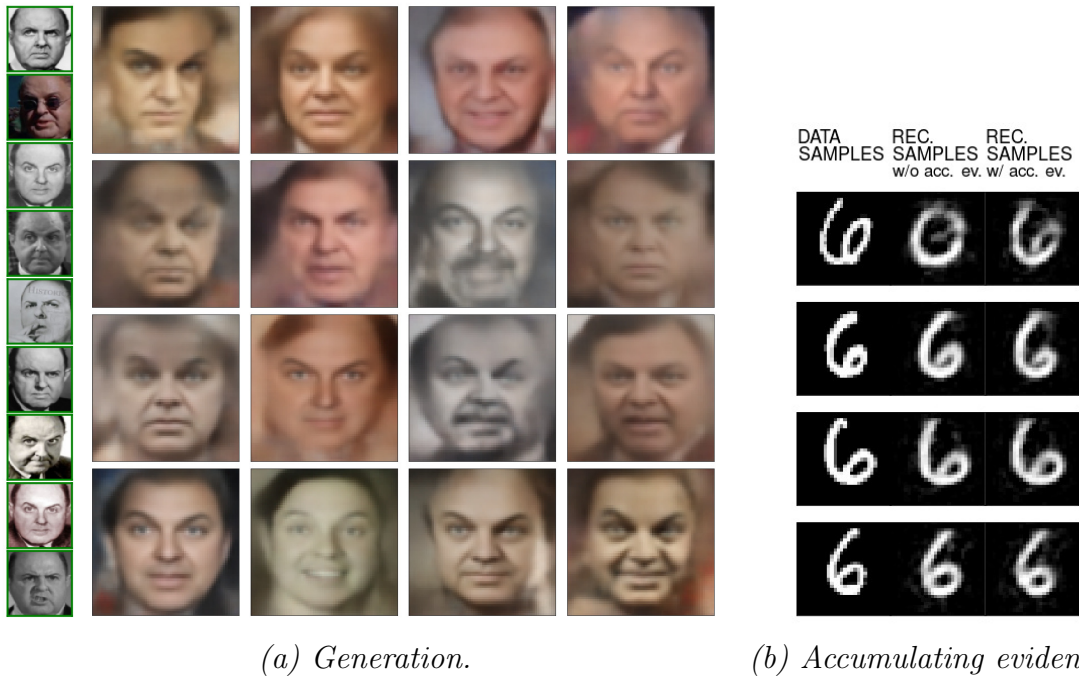 DATA
SAMPLES
REC.
SAMPLES
w/o acc. ev.
REC.
SAMPLES
w/ acc. ev.
(a) Generation.
(b) Accumulating eviden